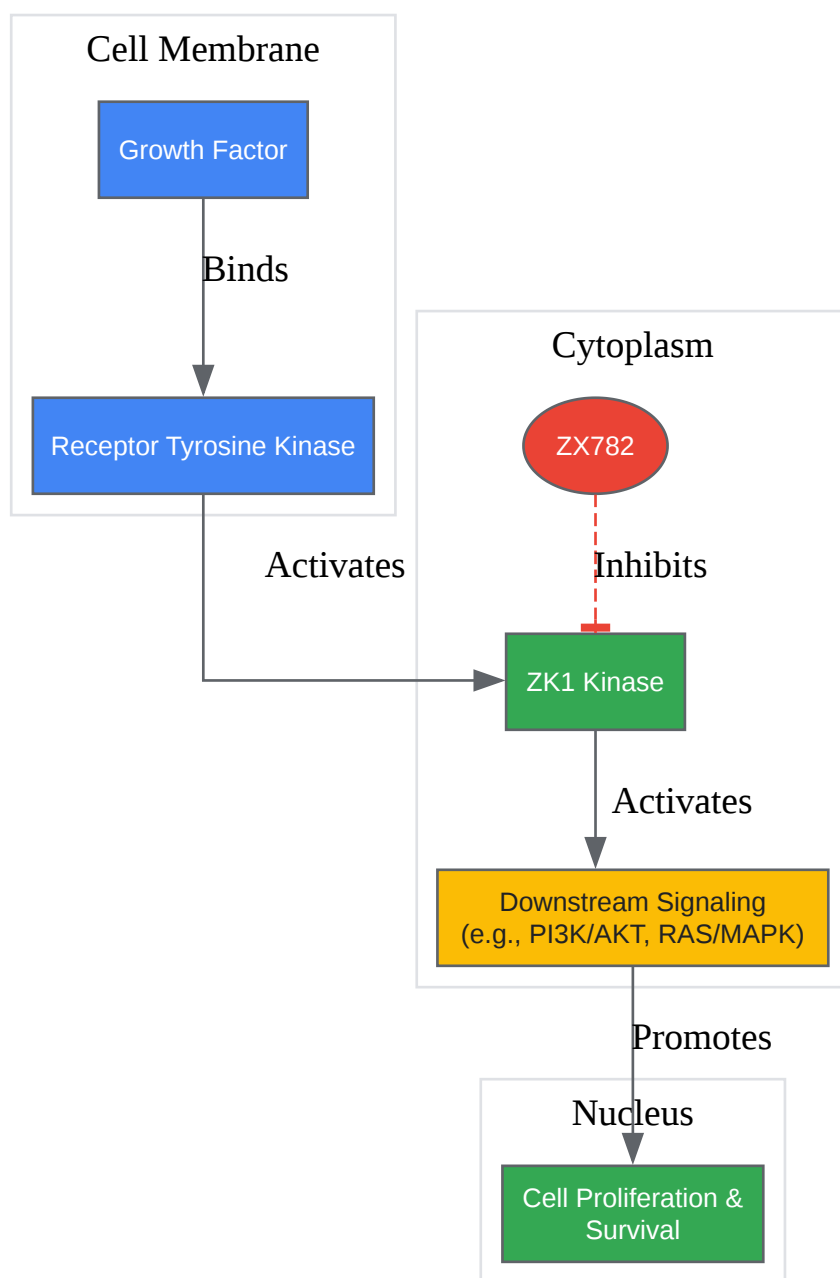 Cell Membrane
Growth Factor
Binds
Cytoplasm
Receptor Tyrosine Kinase
ZX782
Activates
Inhibits
ZK1 Kinase
Activates
Downstream Signaling
(e.g., PI3K/AKT, RAS/MAPK)
Promotes
Nucleus
Cell Proliferation &
Survival